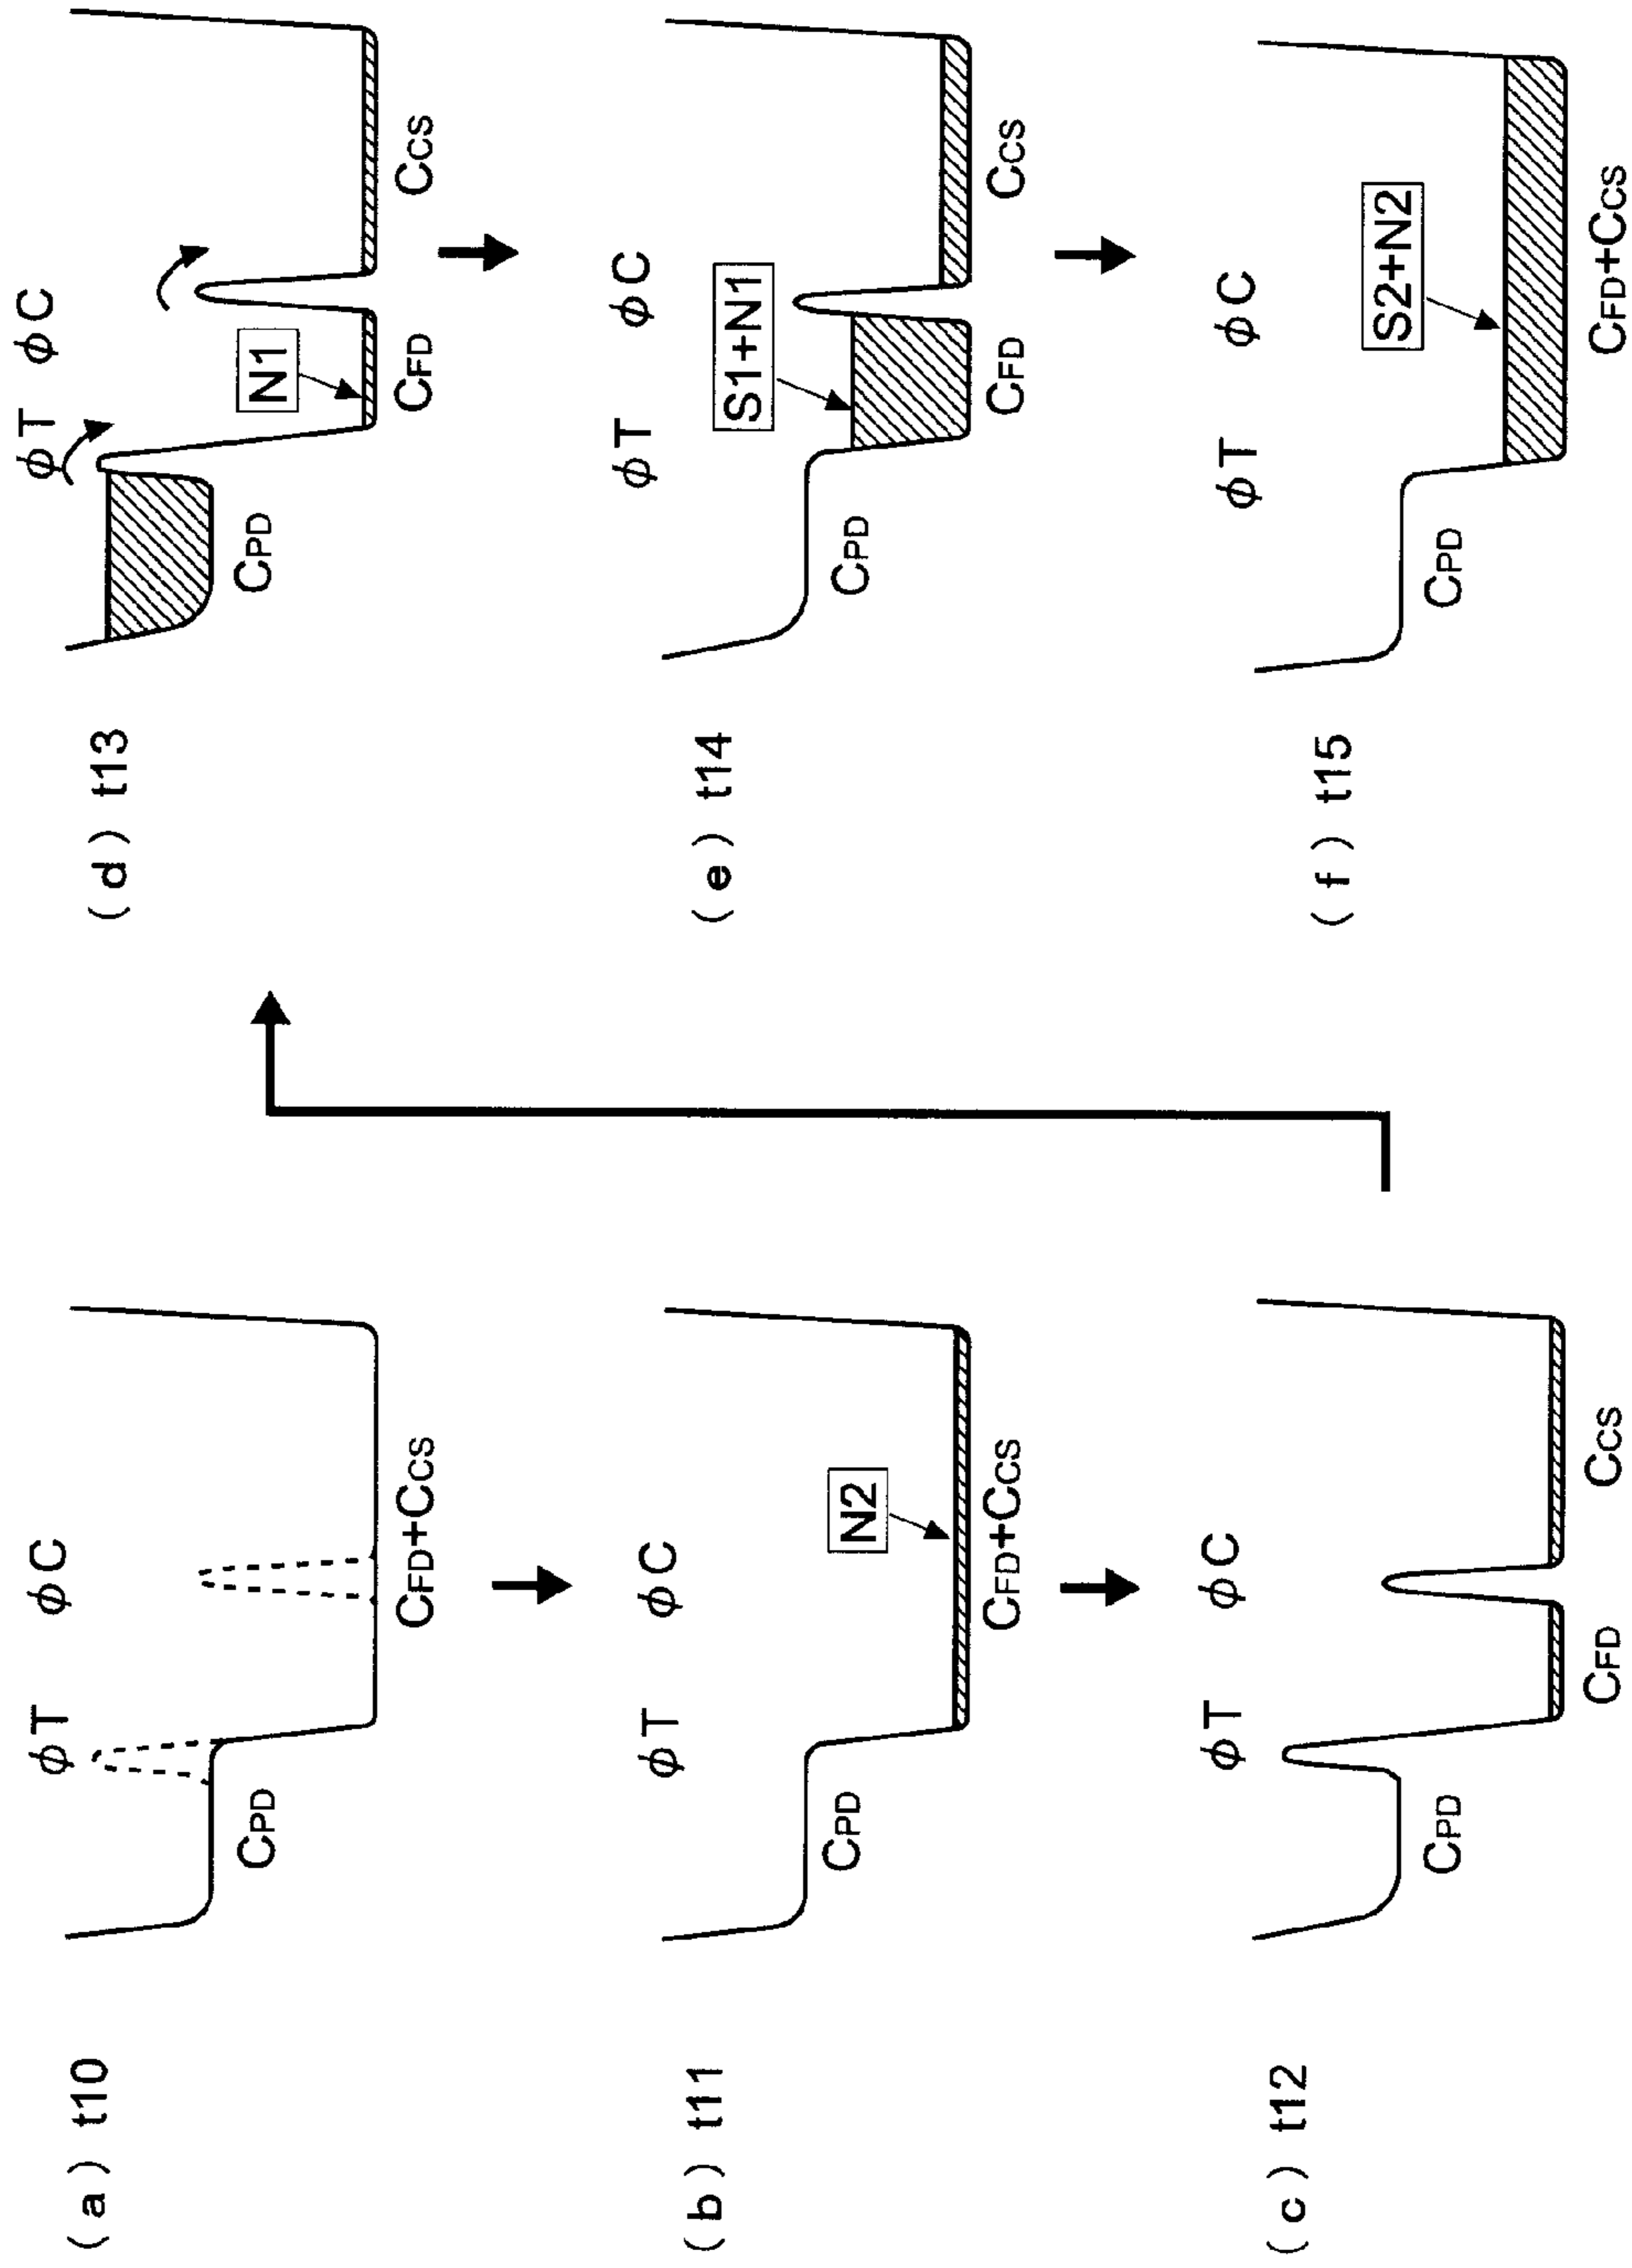 ( a ) t10
φT φC
CPD
CFD+CCS
( b ) t11
φT φC
N2
CPD
CFD+CCS
( c ) t12
φT φC
CPD
CFD CCS
( d ) t13
φT φC
N1
CPD
CFD CCS
( e ) t14
φT φC
S1+N1
CPD
CFD CCS
( f ) t15
φT φC
S2+N2
CPD
CFD+CCS